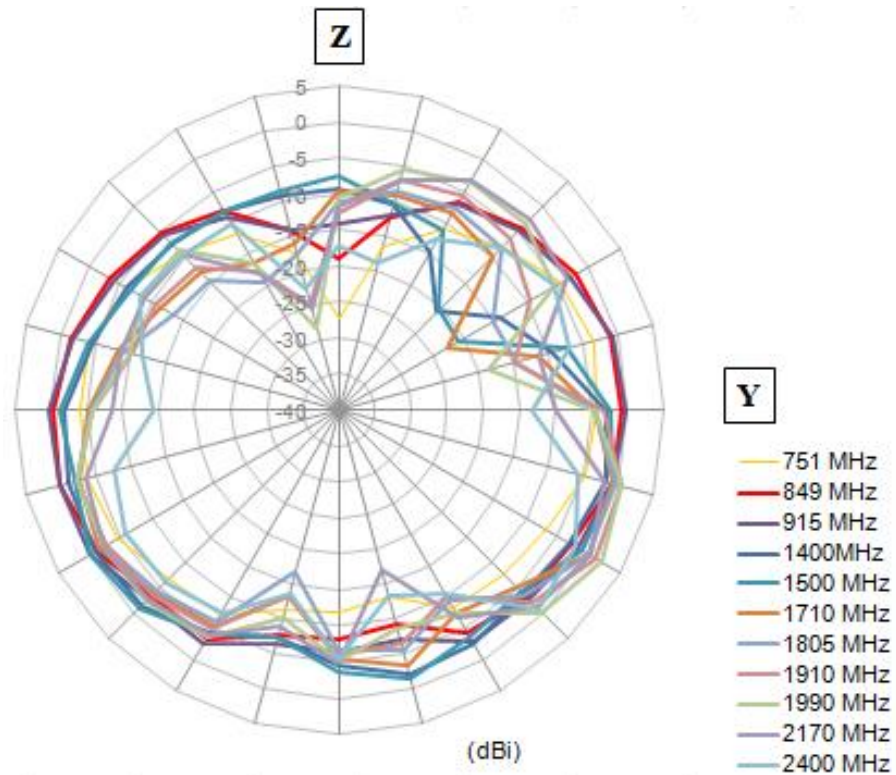 Z
5
0
-5
-10
-15
-20
-25
-30
-35
-40
Y
751 MHz
849 MHz
915 MHz
1400MHz
1500 MHz
1710 MHz
1805 MHz
1910 MHz
1990 MHz
2170 MHz
2400 MHz
(dBi)